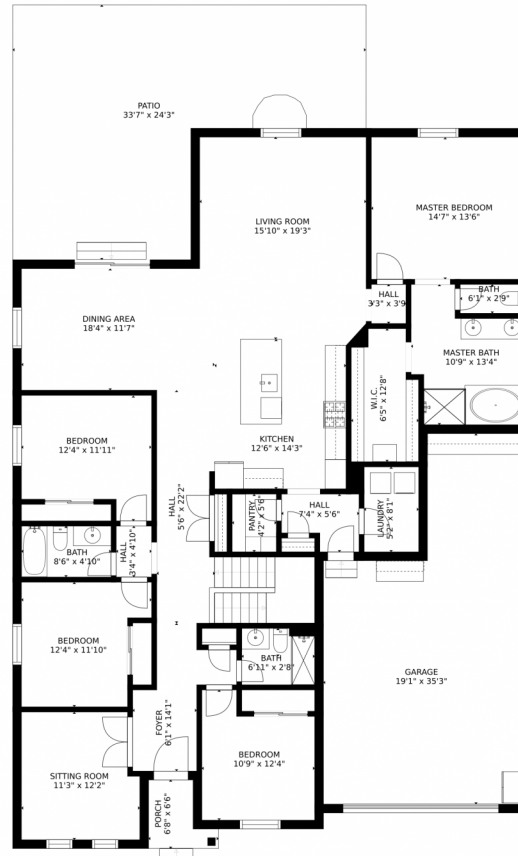 PATIO
33'7" x 24'3"
LIVING ROOM
15'10" x 19'3"
MASTER BEDROOM
14'7" x 13'6"
HALL
3'3" x 3'9
BATH
6'1" x 2'9"
DINING AREA
18'4" x 11'7"
MASTER BATH
10'9" x 13'4"
W.I.C.
6'5" x 12'8"
BEDROOM
12'4" x 11'11"
KITCHEN
12'6" x 14'3"
HALL
5'6" x 22'2"
PANTRY
4'2" x 5'6"
HALL
7'4" x 5'6"
LAUNDRY
5'2" x 8'1"
BATH
8'6" x 4'10"
HALL
3'4" x 4'10"
BEDROOM
12'4" x 11'10"
BATH
6'11" x 2'8"
GARAGE
19'1" x 35'3"
FOYER
6'1" x 14'1"
BEDROOM
10'9" x 12'4"
SITTING ROOM
11'3" x 12'2"
PORCH
6'8" x 6'6"